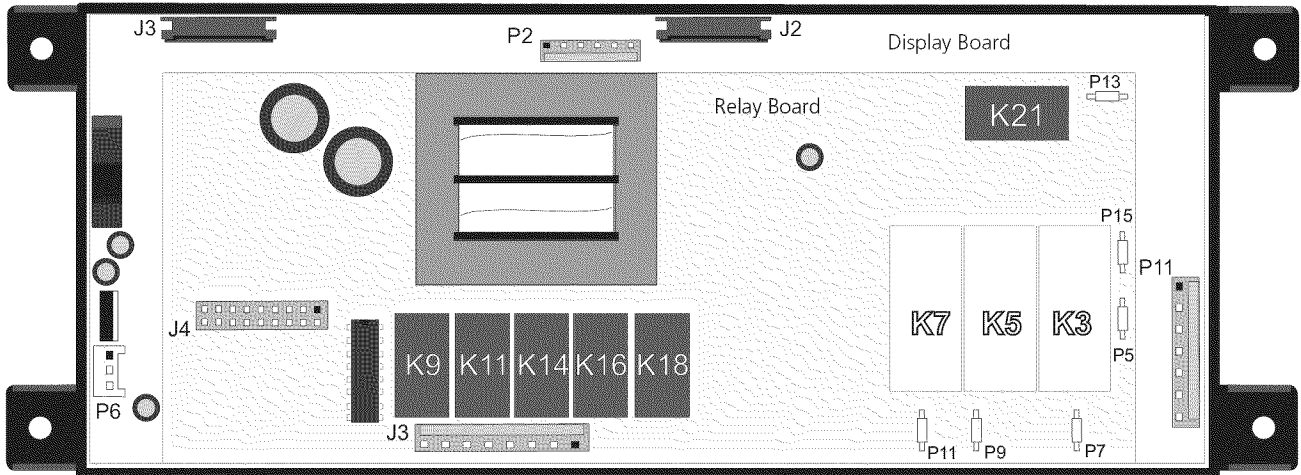 J3
P2
J2
Display Board
P13
Relay Board
K21
P15
P11
J4
K9
K11
K14
K16
K18
K7
K5
K3
P5
P6
J3
P11
P9
P7